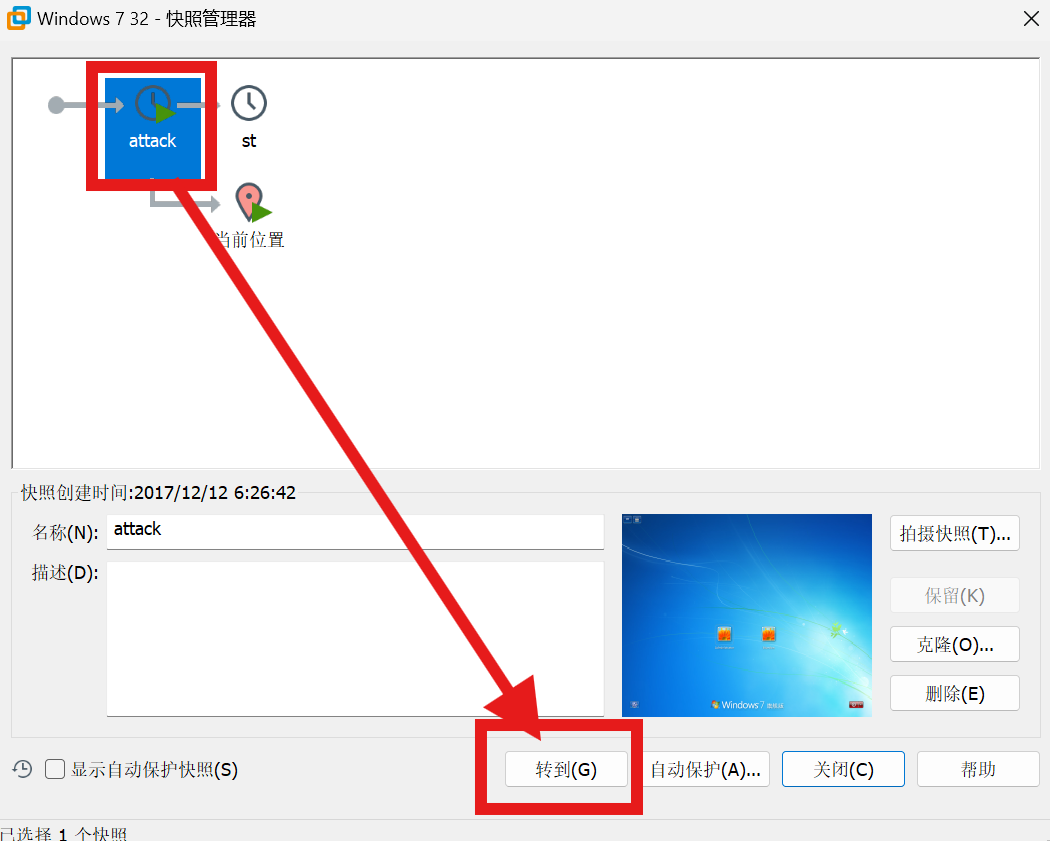 Windows 7 32 - 快照管理器
attack
st
当前位置
快照创建时间:2017/12/12 6:26:42
名称(N):
attack
描述(D):
Windows 7
拍摄快照(T)...
保留(K)
克隆(O)...
删除(E)
显示自动保护快照(S)
转到(G)
自动保护(A)...
关闭(C)
帮助
已选择 1 个快照